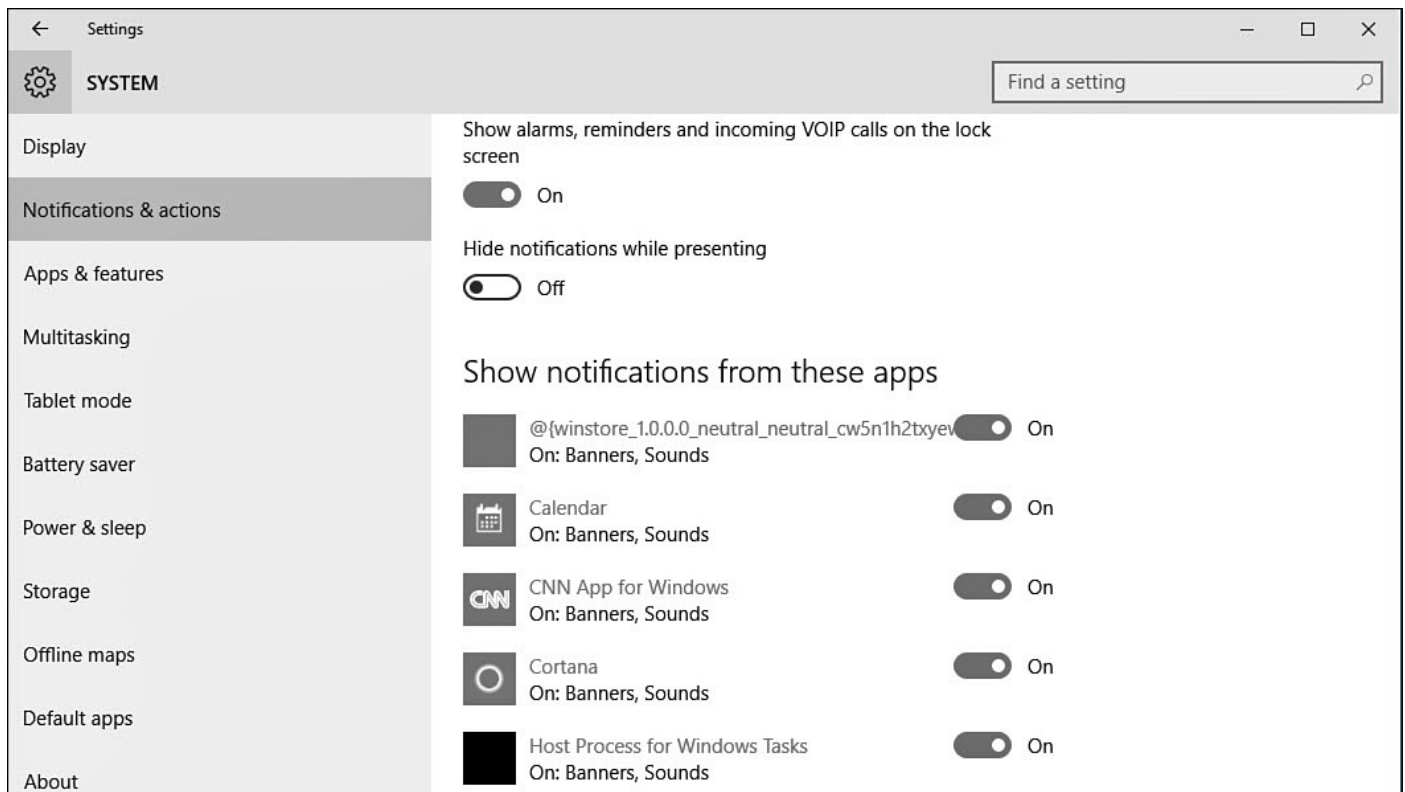 Settings
SYSTEM
Find a setting
Display
Notifications & actions
Apps & features
Multitasking
Tablet mode
Battery saver
Power & sleep
Storage
Offline maps
Default apps
About
Show alarms, reminders and incoming VOIP calls on the lock
screen
On
Hide notifications while presenting
Off
Show notifications from these apps
@{winstore_1.0.0.0_neutral_neutral_cw5n1h2txyew
On
On: Banners, Sounds
Calendar
On
On: Banners, Sounds
CNN
CNN App for Windows
On
On: Banners, Sounds
Cortana
On
On: Banners, Sounds
Host Process for Windows Tasks
On
On: Banners, Sounds